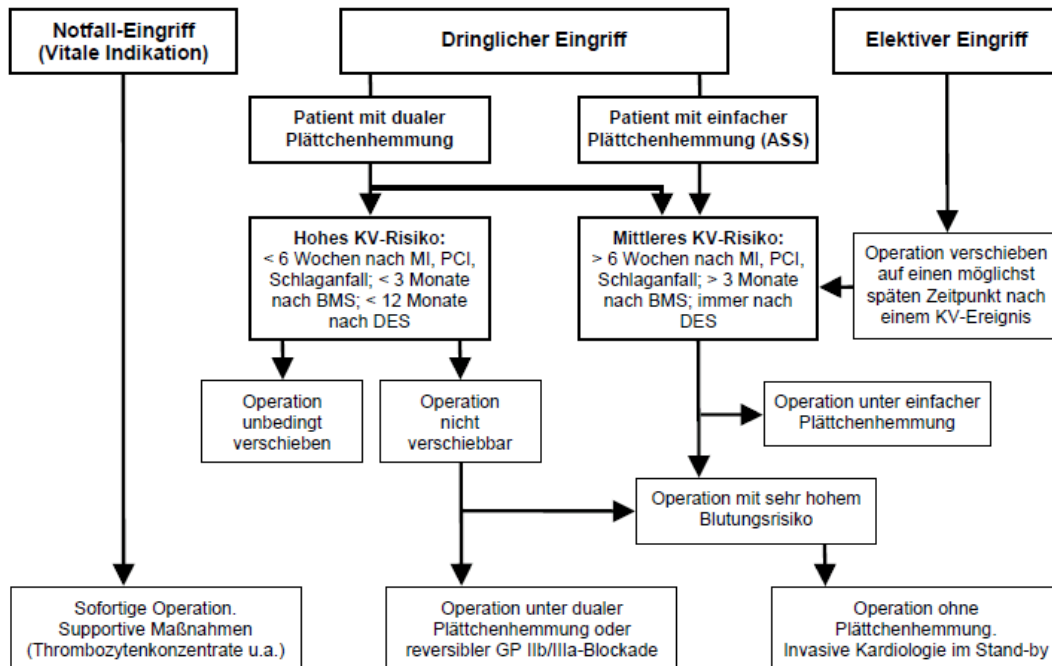 Notfall-Eingriff
(Vitale Indikation)
Dringlicher Eingriff
Elektiver Eingriff
Patient mit dualer
Plättchenhemmung
Patient mit einfacher
Plättchenhemmung (ASS)
Hohes KV-Risiko:
< 6 Wochen nach MI, PCI,
Schlaganfall; < 3 Monate
nach BMS; < 12 Monate
nach DES
Mittleres KV-Risiko:
> 6 Wochen nach MI, PCI,
Schlaganfall; > 3 Monate
nach BMS; immer nach
DES
Operation verschieben
auf einen möglichst
späten Zeitpunkt nach
einem KV-Ereignis
Operation
unbedingt
verschieben
Operation
nicht
verschiebbar
Operation unter einfacher
Plättchenhemmung
Operation mit sehr hohem
Blutungsrisiko
Sofortige Operation.
Supportive Maßnahmen
(Thrombozytenkonzentrate u.a.)
Operation unter dualer
Plättchenhemmung oder
reversibler GP IIb/IIIa-Blockade
Operation ohne
Plättchenhemmung.
Invasive Kardiologie im Stand-by